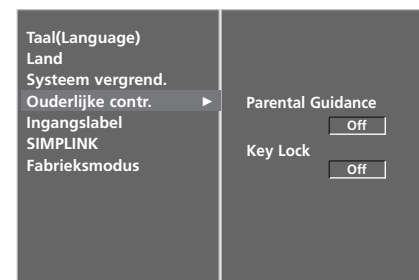 Taal(Language)
Land
Systeem vergrend.
Ouderlijke contr. ►
Ingangslabel
SIMPLINK
Fabrieksmodus
Parental Guidance
Off
Key Lock
Off